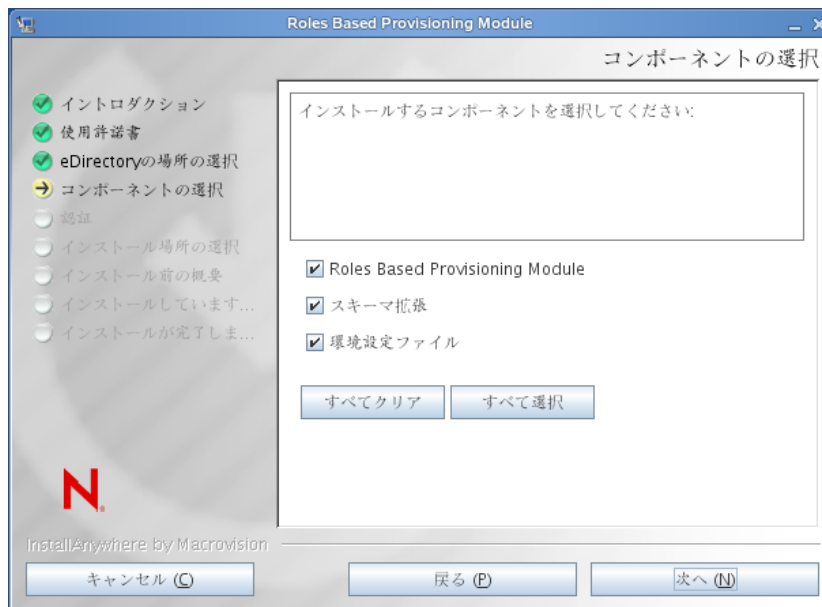 Roles Based Provisioning Module
コンポーネントの選択
イントロダクション
使用許諾書
eDirectoryの場所の選択
コンポーネントの選択
認証
インストール場所の選択
インストール前の概要
インストールしています...
インストールが完了しま...
インストールするコンポーネントを選択してください:
Roles Based Provisioning Module
スキーマ拡張
環境設定ファイル
すべてクリア
すべて選択
N
InstallAnywhere by Macrovision
キャンセル (C)
戻る (P)
次へ (N)